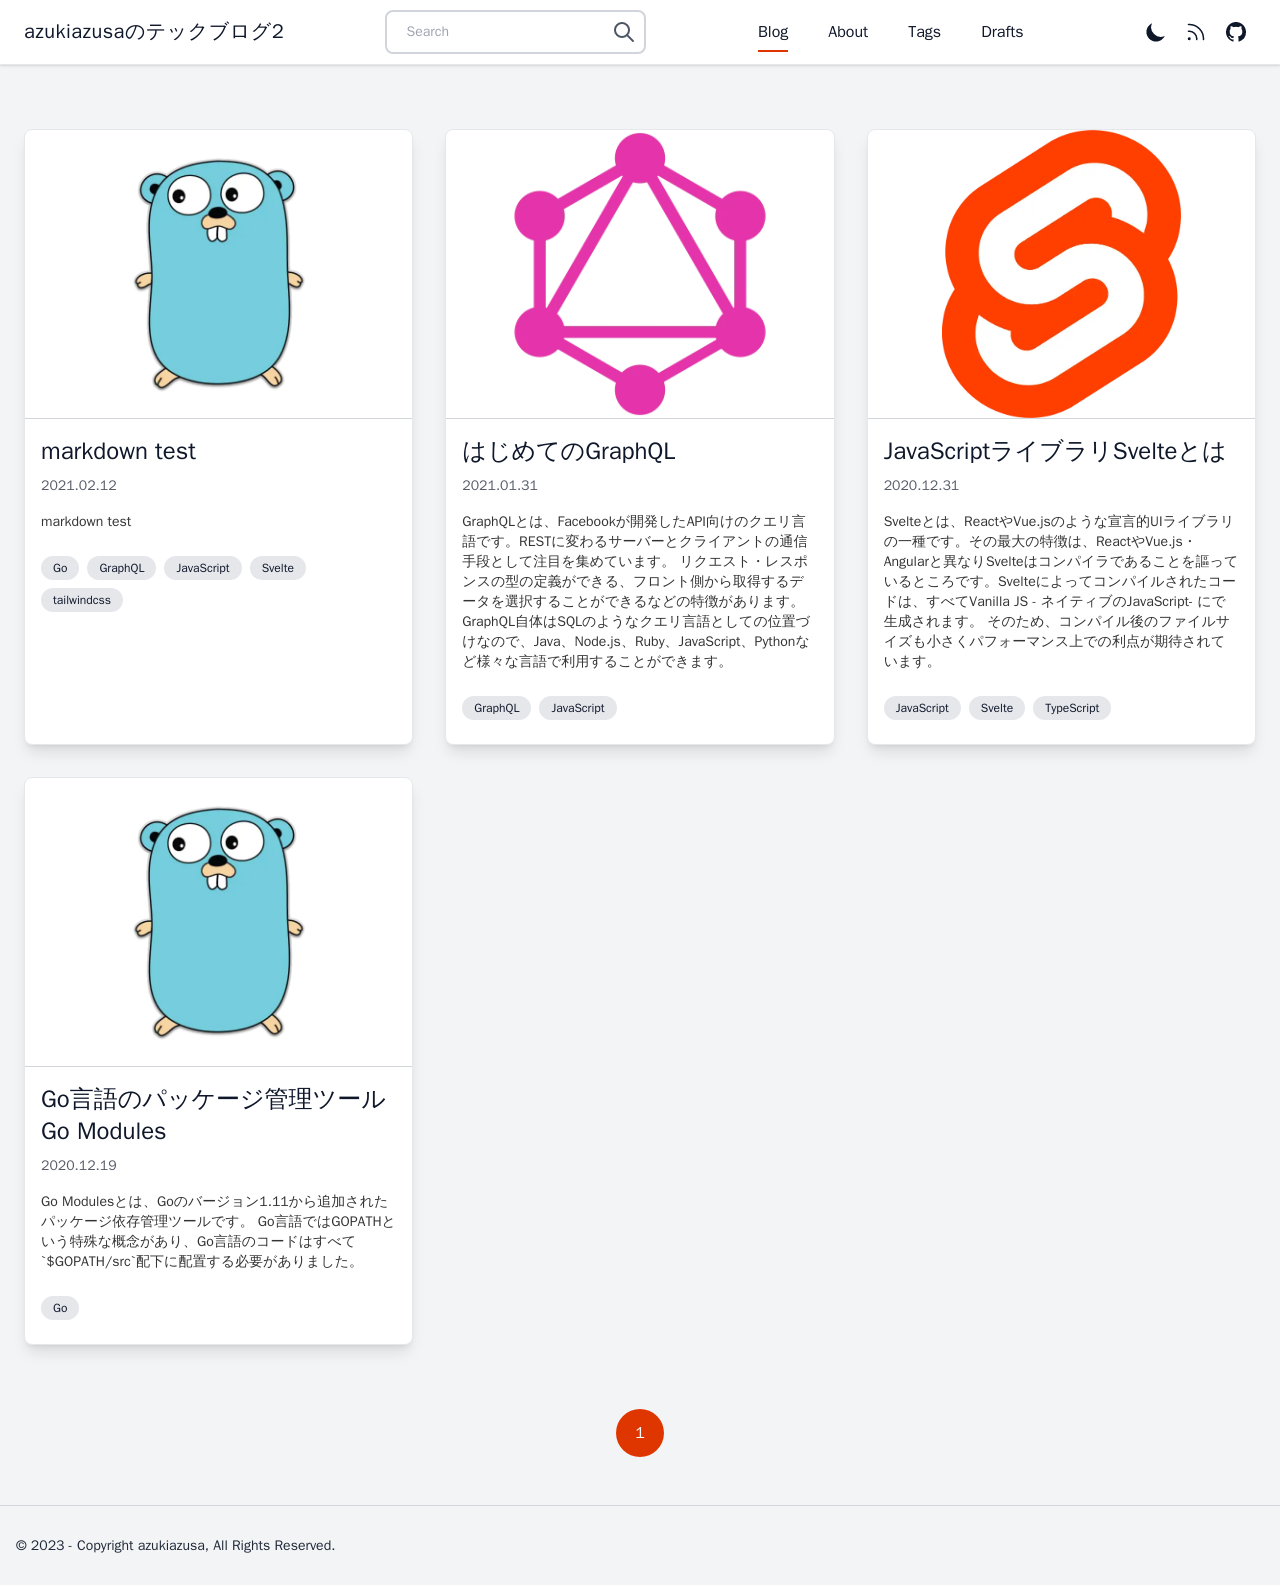 azukiazusaのテックブログ2
Search
Blog
About
Tags
Drafts
markdown test
2021.02.12
markdown test
Go
GraphQL
JavaScript
Svelte
tailwindcss
はじめてのGraphQL
2021.01.31
GraphQLとは、Facebookが開発したAPI向けのクエリ言
語です。RESTに変わるサーバーとクライアントの通信
手段として注目を集めています。 リクエスト・レスポ
ンスの型の定義ができる、フロント側から取得するデ
ータを選択することができるなどの特徴があります。
GraphQL自体はSQLのようなクエリ言語としての位置づ
けなので、Java、Node.js、Ruby、JavaScript、Pythonな
ど様々な言語で利用することができます。
GraphQL
JavaScript
JavaScriptライブラリSvelteとは
2020.12.31
Svelteとは、ReactやVue.jsのような宣言的UIライブラリ
の一種です。その最大の特徴は、ReactやVue.js・
Angularと異なりSvelteはコンパイラであることを謳って
いるところです。Svelteによってコンパイルされたコー
ドは、すべてVanilla JS - ネイティブのJavaScript- にで
生成されます。 そのため、コンパイル後のファイルサ
イズも小さくパフォーマンス上での利点が期待されて
います。
JavaScript
Svelte
TypeScript
Go言語のパッケージ管理ツール
Go Modules
2020.12.19
Go Modulesとは、Goのバージョン1.11から追加された
パッケージ依存管理ツールです。 Go言語ではGOPATHと
いう特殊な概念があり、Go言語のコードはすべて
`$GOPATH/src`配下に配置する必要がありました。
Go
1
© 2023 - Copyright azukiazusa, All Rights Reserved.